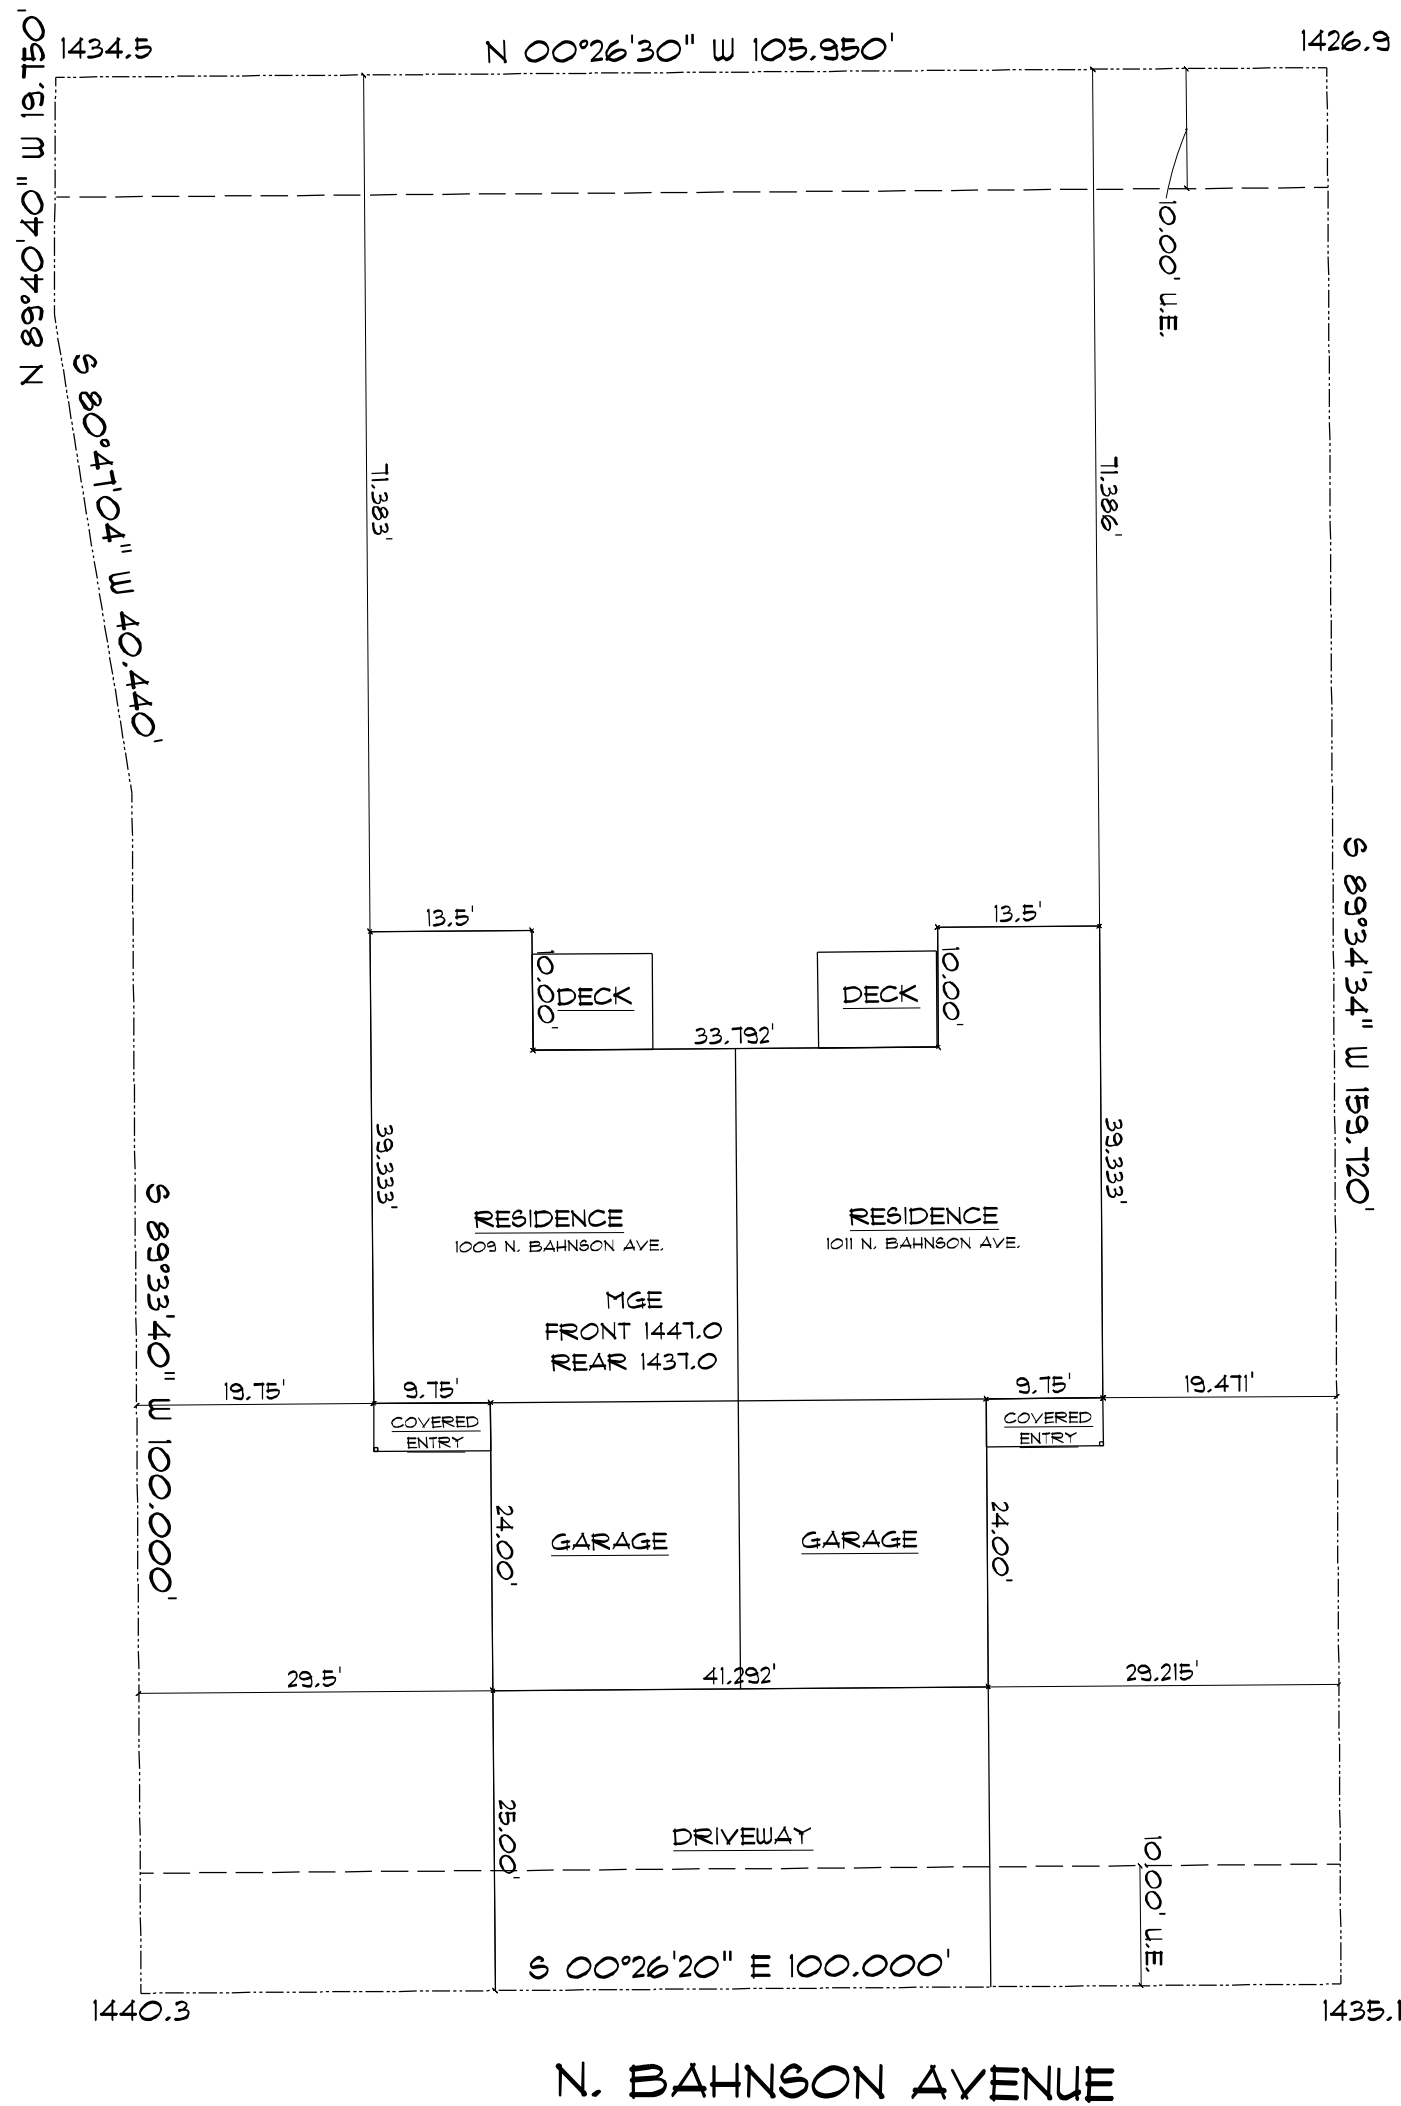 1434.5
N 00°26'30" W 105.950'
1426.9
N 89°40'40" W 19.750'
10.00' U.E.
S 80°47'04" W 40.440'
71.383'
71.386'
13.5'
13.5'
10.00'
DECK
DECK
10.00'
33.792'
S 89°34'34" W 159.720'
39.333'
39.333'
S 89°33'40" W 100.000'
RESIDENCE
1009 N. BAHNSON AVE.
RESIDENCE
1011 N. BAHNSON AVE.
MGE
FRONT 1447.0
REAR 1437.0
19.75'
9.75'
9.75'
19.471'
COVERED
ENTRY
COVERED
ENTRY
24.00'
GARAGE
GARAGE
24.00'
29.5'
41.292'
29.215'
25.00'
DRIVEWAY
10.00' U.E.
S 00°26'20" E 100.000'
1440.3
1435.1
N. BAHNSON AVENUE